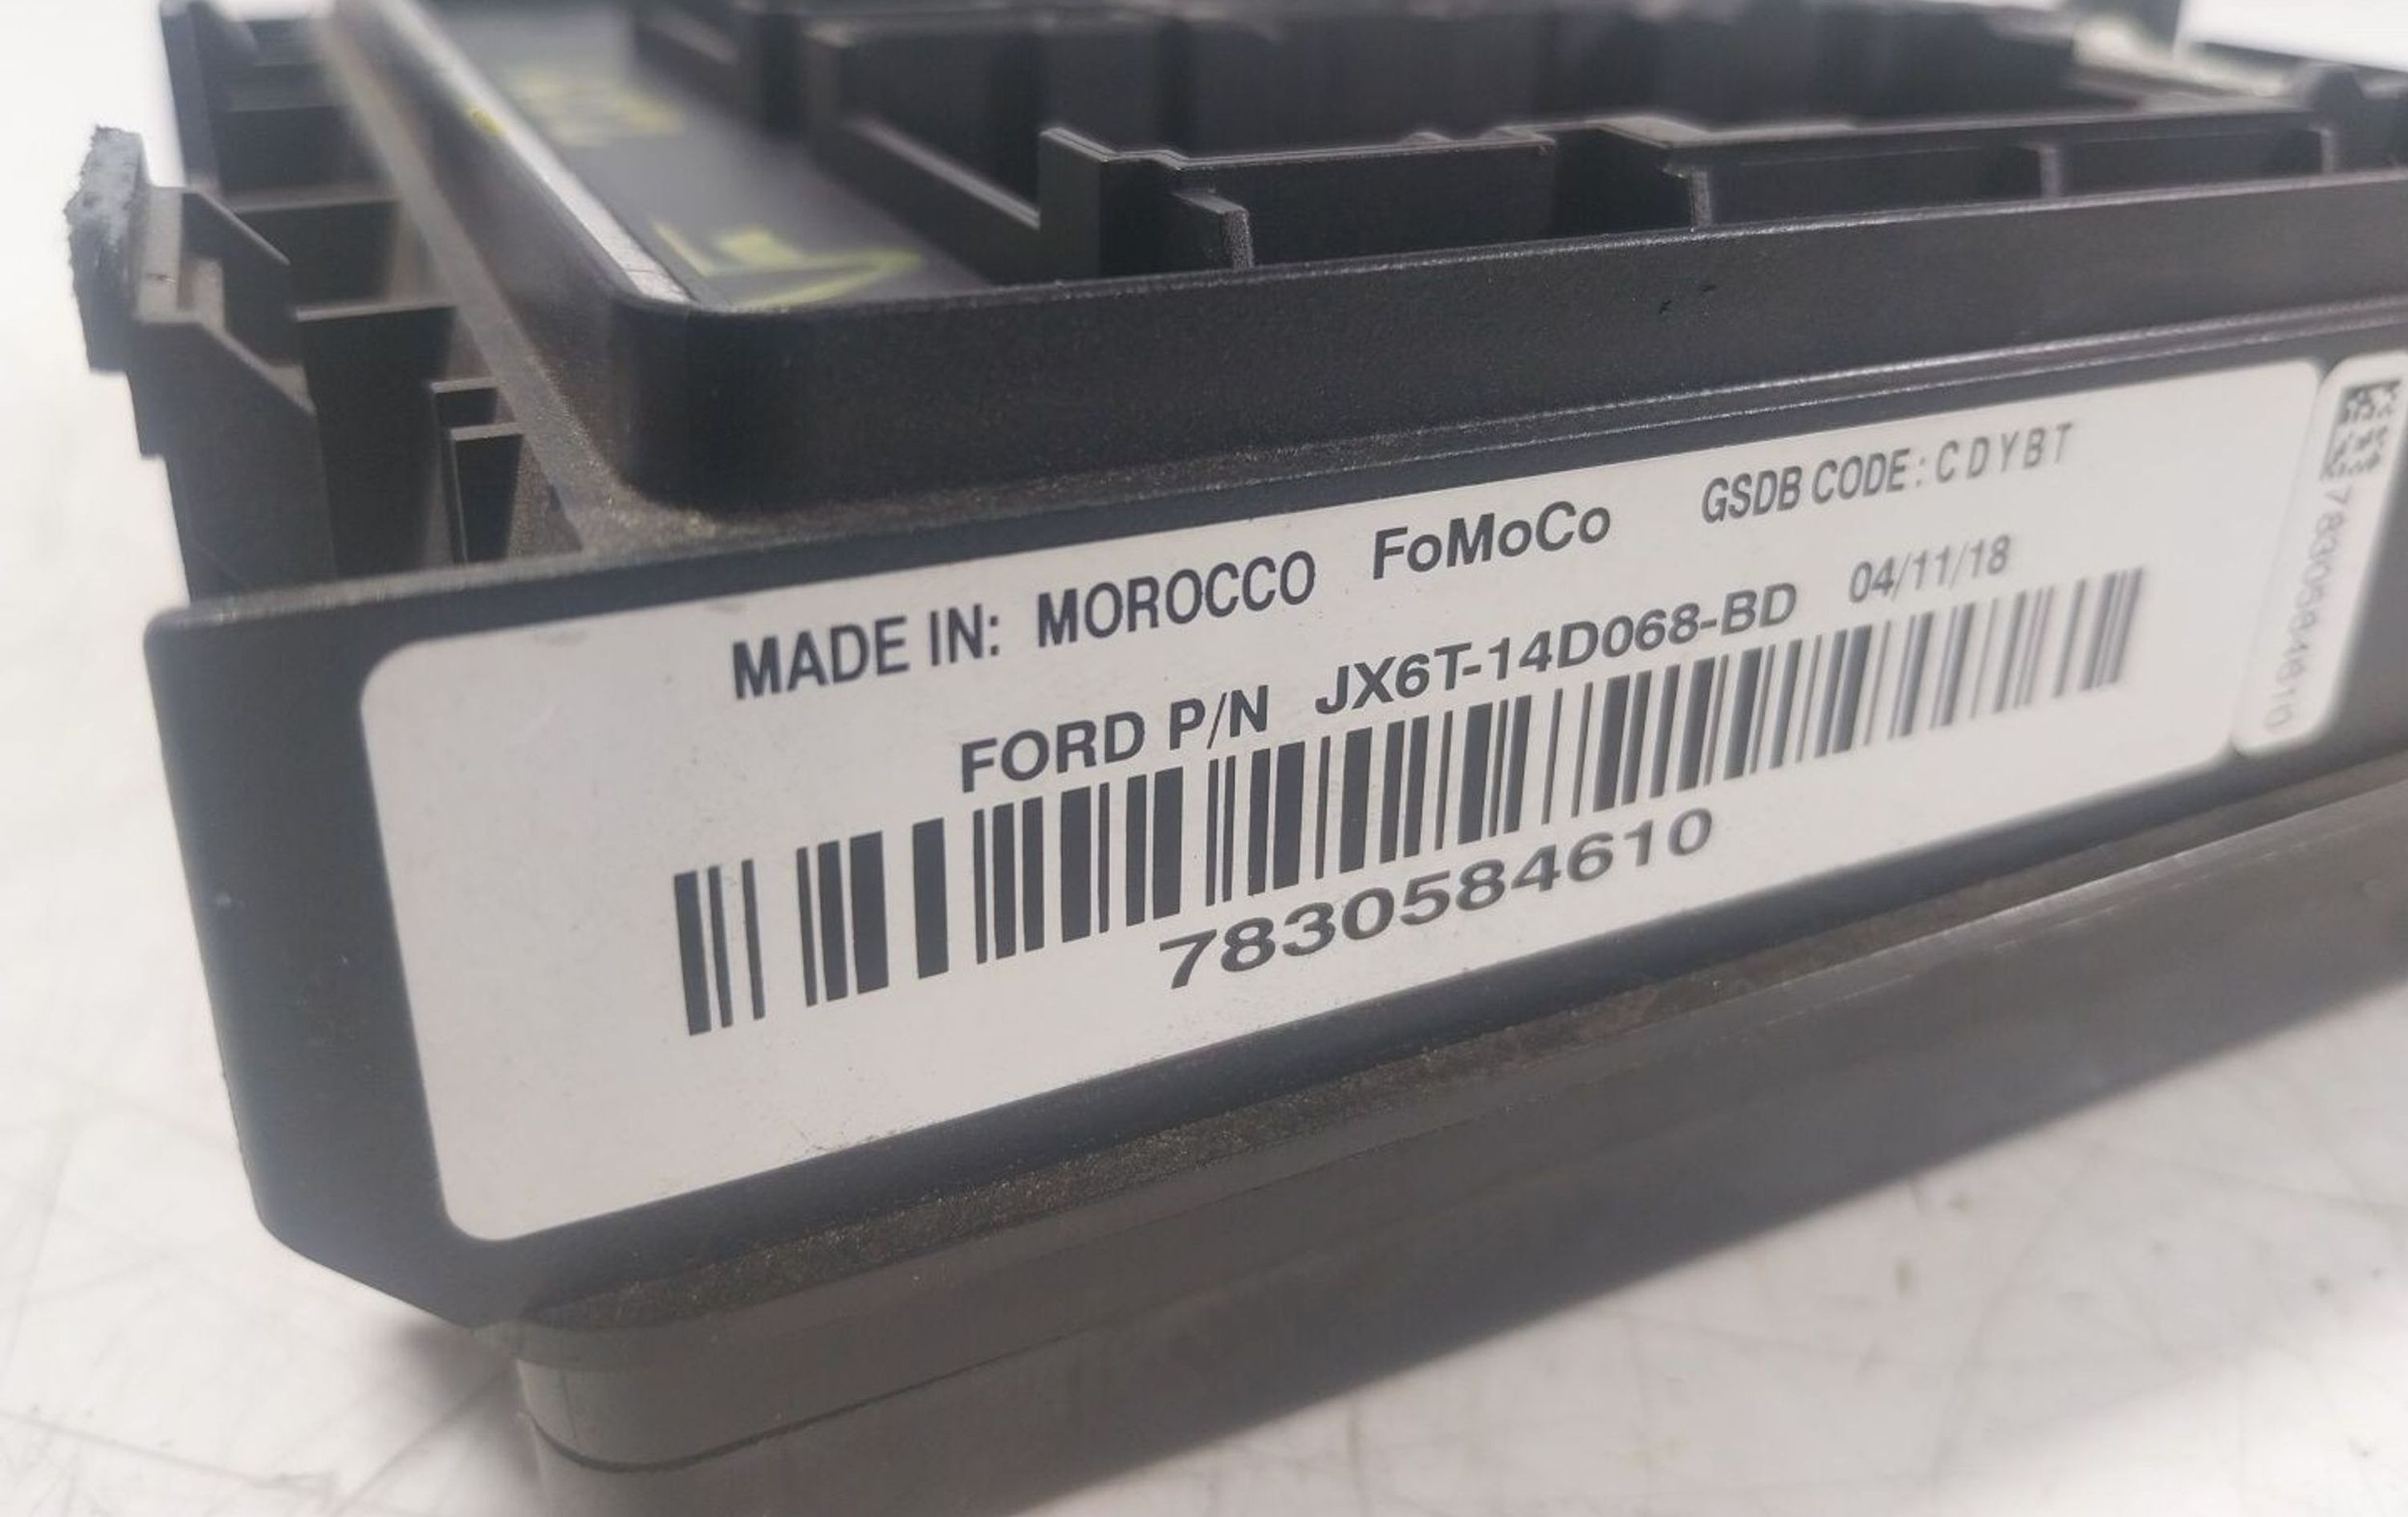 MADE IN: MOROCCO FoMoCo GSDB CODE: CDYBT
FORD P/N JX6T-14D068-BD 04/11/18
7830584610
7830584610